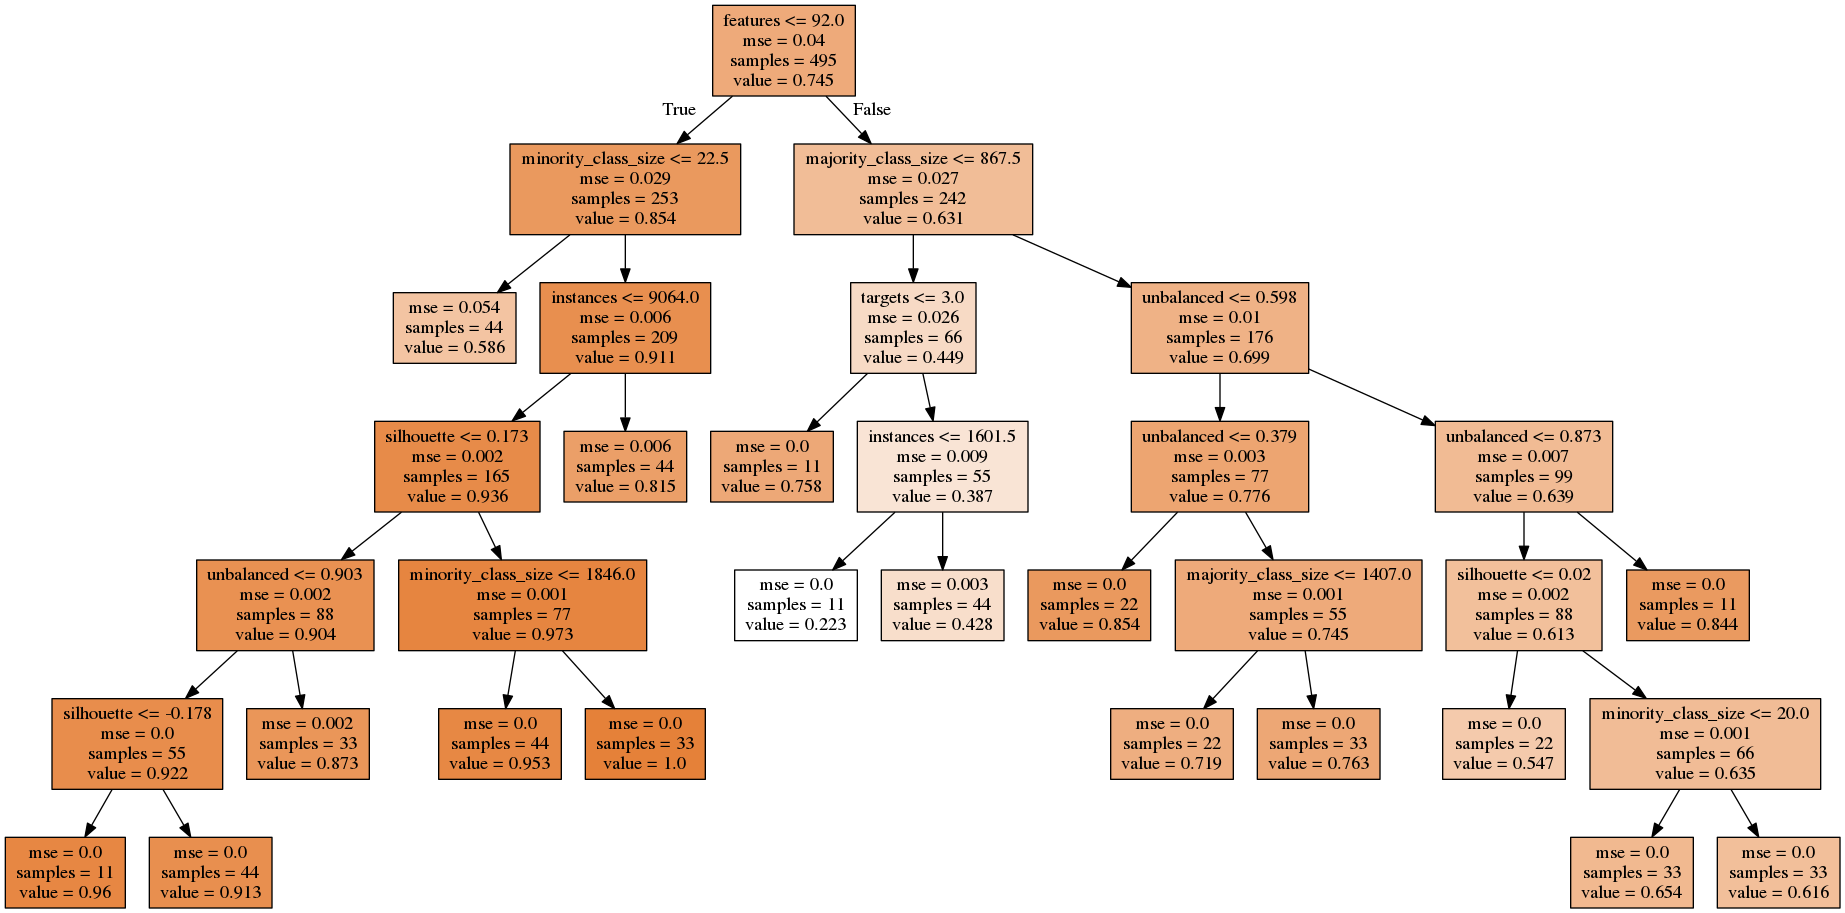 features <= 92.0
mse = 0.04
samples = 495
value = 0.745
True
False
minority_class_size <= 22.5
mse = 0.029
samples = 253
value = 0.854
majority_class_size <= 867.5
mse = 0.027
samples = 242
value = 0.631
mse = 0.054
samples = 44
value = 0.586
instances <= 9064.0
mse = 0.006
samples = 209
value = 0.911
targets <= 3.0
mse = 0.026
samples = 66
value = 0.449
unbalanced <= 0.598
mse = 0.01
samples = 176
value = 0.699
silhouette <= 0.173
mse = 0.002
samples = 165
value = 0.936
mse = 0.006
samples = 44
value = 0.815
mse = 0.0
samples = 11
value = 0.758
instances <= 1601.5
mse = 0.009
samples = 55
value = 0.387
unbalanced <= 0.379
mse = 0.003
samples = 77
value = 0.776
unbalanced <= 0.873
mse = 0.007
samples = 99
value = 0.639
unbalanced <= 0.903
mse = 0.002
samples = 88
value = 0.904
minority_class_size <= 1846.0
mse = 0.001
samples = 77
value = 0.973
mse = 0.0
samples = 11
value = 0.223
mse = 0.003
samples = 44
value = 0.428
mse = 0.0
samples = 22
value = 0.854
majority_class_size <= 1407.0
mse = 0.001
samples = 55
value = 0.745
silhouette <= 0.02
mse = 0.002
samples = 88
value = 0.613
mse = 0.0
samples = 11
value = 0.844
silhouette <= -0.178
mse = 0.0
samples = 55
value = 0.922
mse = 0.002
samples = 33
value = 0.873
mse = 0.0
samples = 44
value = 0.953
mse = 0.0
samples = 33
value = 1.0
mse = 0.0
samples = 22
value = 0.719
mse = 0.0
samples = 33
value = 0.763
mse = 0.0
samples = 22
value = 0.547
minority_class_size <= 20.0
mse = 0.001
samples = 66
value = 0.635
mse = 0.0
samples = 11
value = 0.96
mse = 0.0
samples = 44
value = 0.913
mse = 0.0
samples = 33
value = 0.654
mse = 0.0
samples = 33
value = 0.616